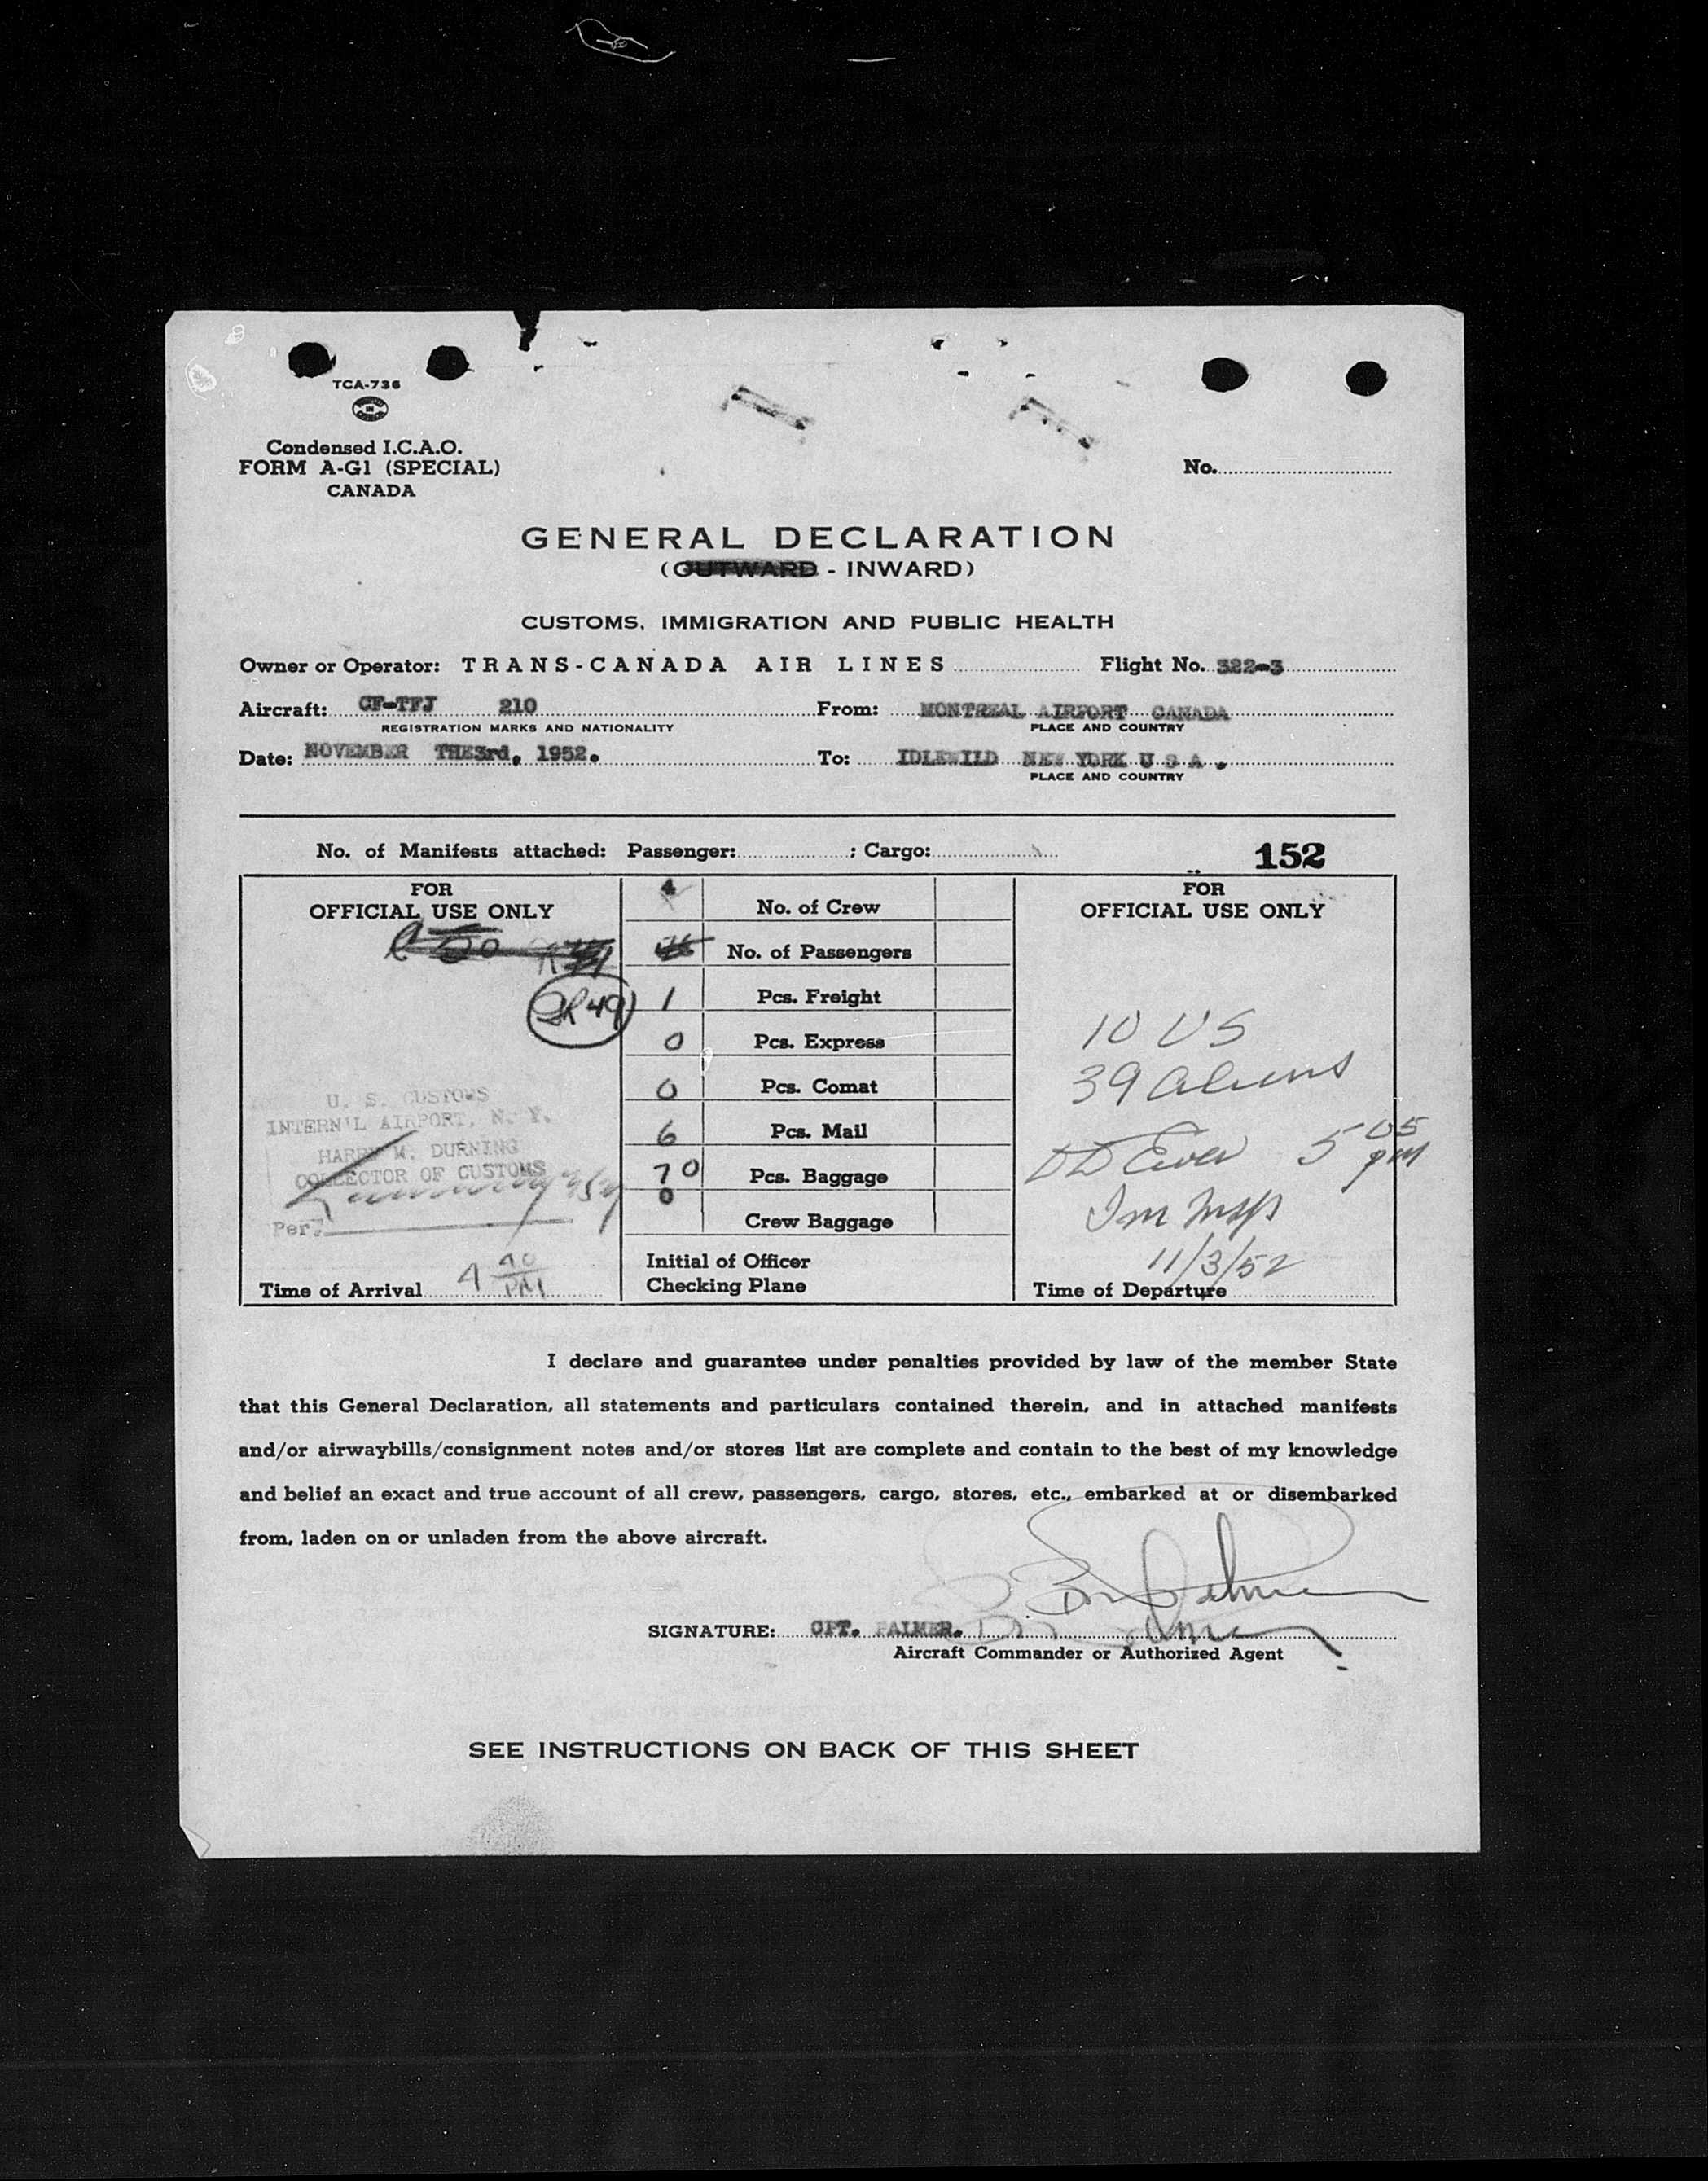 TCA-736
Condensed I.C.A.O.
FORM A-G1 (SPECIAL)
CANADA
No.
GENERAL DECLARATION
(OUTWARD - INWARD)
CUSTOMS, IMMIGRATION AND PUBLIC HEALTH
Owner or Operator: TRANS-CANADA AIR LINES Flight No. 322-3
Aircraft: CF-TFJ 210 From: MONTREAL AIRPORT CANADA
REGISTRATION MARKS AND NATIONALITY PLACE AND COUNTRY
Date: NOVEMBER THE3rd, 1952. To: IDLEWILD NEW YORK U S A.
PLACE AND COUNTRY
No. of Manifests attached: Passenger: ; Cargo: 152
FOR
OFFICIAL USE ONLY
49
U. S. CUSTOMS
INTERN'L AIRPORT, N. Y.
HARRY M. DURNING
COLLECTOR OF CUSTOMS
Per:
Time of Arrival 4 40 PM
4 No. of Crew
No. of Passengers
1 Pcs. Freight
0 Pcs. Express
0 Pcs. Comat
6 Pcs. Mail
70 Pcs. Baggage
0 Crew Baggage
Initial of Officer
Checking Plane
FOR
OFFICIAL USE ONLY
10 US
39 aliens
5 05 pm
Im Insp
11/3/52
Time of Departure
I declare and guarantee under penalties provided by law of the member State
that this General Declaration, all statements and particulars contained therein, and in attached manifests
and/or airwaybills/consignment notes and/or stores list are complete and contain to the best of my knowledge
and belief an exact and true account of all crew, passengers, cargo, stores, etc., embarked at or disembarked
from, laden on or unladen from the above aircraft.
SIGNATURE: CPT. PALMER.
Aircraft Commander or Authorized Agent
SEE INSTRUCTIONS ON BACK OF THIS SHEET